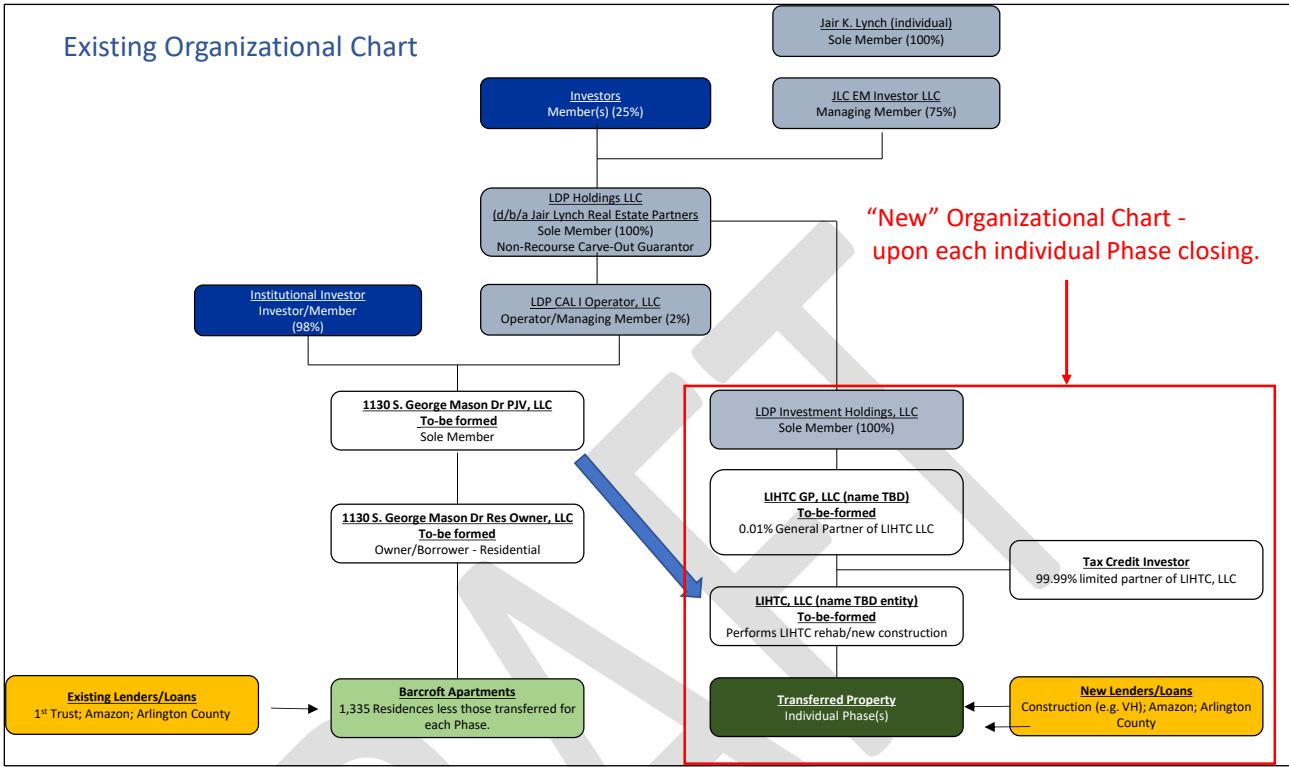 Existing Organizational Chart
Jair K. Lynch (individual)
Sole Member (100%)
Investors
Member(s) (25%)
JLC EM Investor LLC
Managing Member (75%)
LDP Holdings LLC
(d/b/a Jair Lynch Real Estate Partners
Sole Member (100%)
Non-Recourse Carve-Out Guarantor
“New” Organizational Chart -
upon each individual Phase closing.
Institutional Investor
Investor/Member
(98%)
LDP CAL I Operator, LLC
Operator/Managing Member (2%)
1130 S. George Mason Dr PJV, LLC
To-be formed
Sole Member
LDP Investment Holdings, LLC
Sole Member (100%)
1130 S. George Mason Dr Res Owner, LLC
To-be formed
Owner/Borrower - Residential
LIHTC GP, LLC (name TBD)
To-be-formed
0.01% General Partner of LIHTC LLC
Tax Credit Investor
99.99% limited partner of LIHTC, LLC
LIHTC, LLC (name TBD entity)
To-be-formed
Performs LIHTC rehab/new construction
Existing Lenders/Loans
1st Trust; Amazon; Arlington County
Barcroft Apartments
1,335 Residences less those transferred for
each Phase.
Transferred Property
Individual Phase(s)
New Lenders/Loans
Construction (e.g. VH); Amazon; Arlington
County
DRAFT